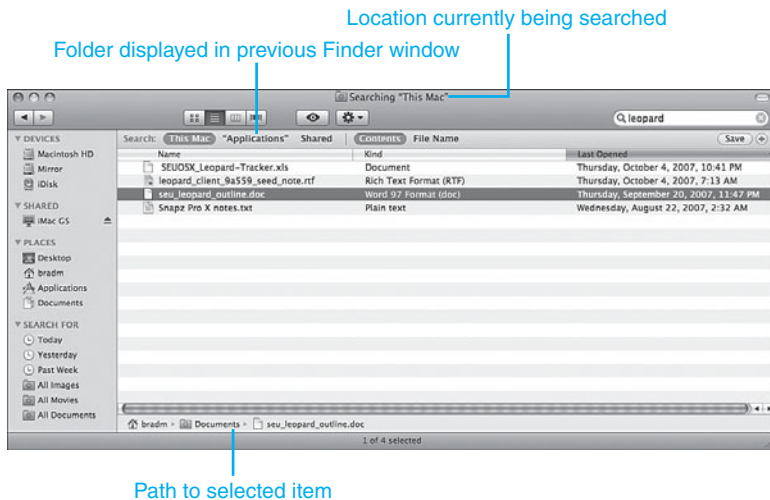 Location currently being searched
Folder displayed in previous Finder window
Searching "This Mac"
leopard
Search: This Mac "Applications" Shared Contents File Name Save
Name Kind Last Opened
SEUOSX_Leopard-Tracker.xls Document Thursday, October 4, 2007, 10:41 PM
leopard_client_9a559_seed_note.rtf Rich Text Format (RTF) Thursday, October 4, 2007, 7:13 AM
seu_leopard_outline.doc Word 97 Format (doc) Thursday, September 20, 2007, 11:47 PM
Snapz Pro X notes.txt Plain text Wednesday, August 22, 2007, 2:32 AM
DEVICES
Macintosh HD
Mirror
iDisk
SHARED
iMac G5
PLACES
Desktop
bradm
Applications
Documents
SEARCH FOR
Today
Yesterday
Past Week
All Images
All Movies
All Documents
bradm Documents seu_leopard_outline.doc
1 of 4 selected
Path to selected item